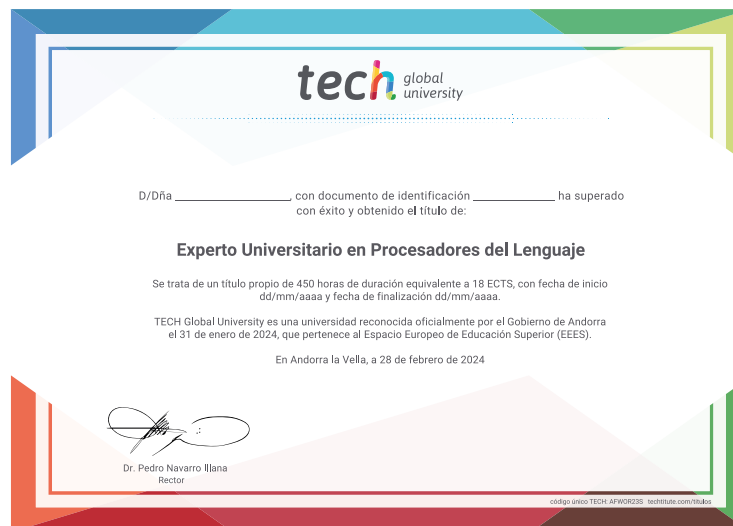 tech global university
D/Dña ______________, con documento de identificación ____________ ha superado
con éxito y obtenido el título de:
Experto Universitario en Procesadores del Lenguaje
Se trata de un título propio de 450 horas de duración equivalente a 18 ECTS, con fecha de inicio
dd/mm/aaaa y fecha de finalización dd/mm/aaaa.
TECH Global University es una universidad reconocida oficialmente por el Gobierno de Andorra
el 31 de enero de 2024, que pertenece al Espacio Europeo de Educación Superior (EEES).
En Andorra la Vella, a 28 de febrero de 2024
Dr. Pedro Navarro Illana
Rector
código único TECH: AFWOR23S techtitute.com/titulos